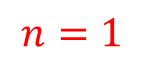 n = 1